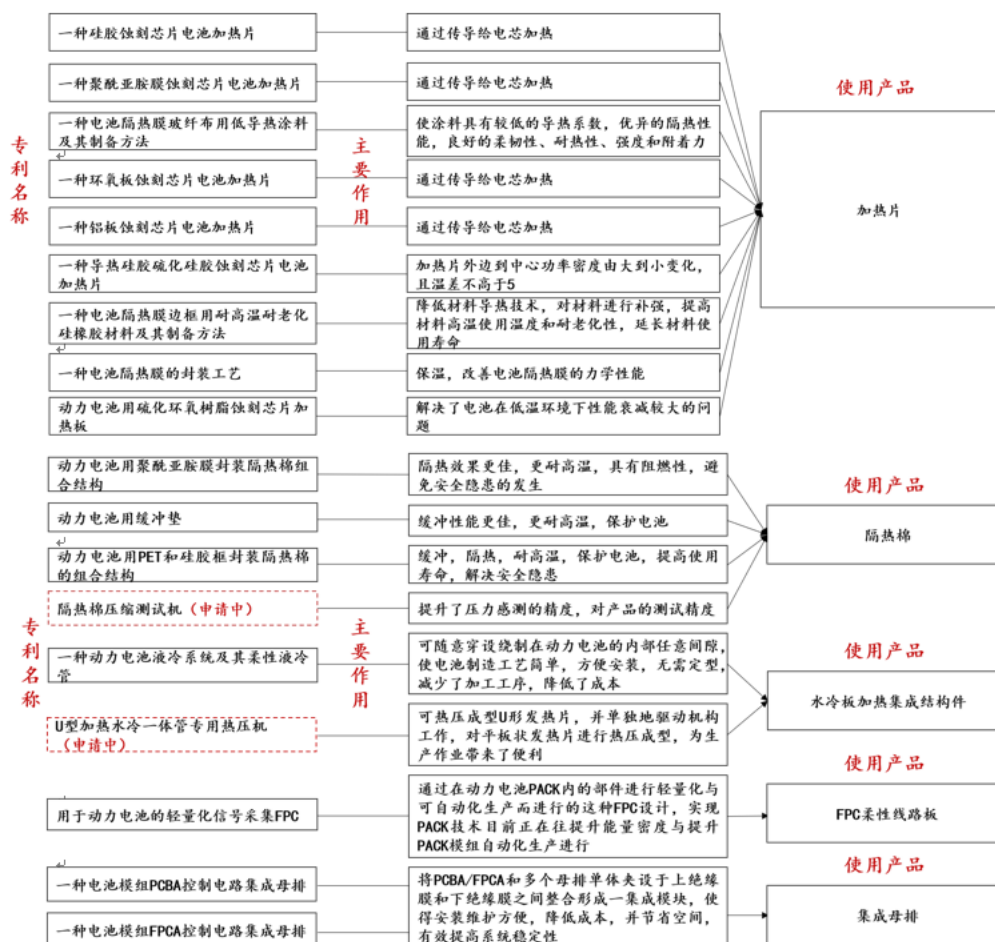 一种硅胶蚀刻芯片电池加热片
通过传导给电芯加热
一种聚酰亚胺膜蚀刻芯片电池加热片
通过传导给电芯加热
使用产品
专利名称
一种电池隔热膜玻纤布用低导热涂料
及其制备方法
主要作用
使涂料具有较低的导热系数，优异的隔热性
能，良好的柔韧性、耐热性、强度和附着力
一种环氧板蚀刻芯片电池加热片
通过传导给电芯加热
加热片
一种铝板蚀刻芯片电池加热片
通过传导给电芯加热
一种导热硅胶硫化硅胶蚀刻芯片电池
加热片
加热片外边到中心功率密度由大到小变化，
且温差不高于5
一种电池隔热膜边框用耐高温耐老化
硅橡胶材料及其制备方法
降低材料导热技术，对材料进行补强，提高
材料高温使用温度和耐老化性，延长材料使
用寿命
一种电池隔热膜的封装工艺
保温，改善电池隔热膜的力学性能
动力电池用硫化环氧树脂蚀刻芯片加
热板
解决了电池在低温环境下性能衰减较大的问
题
动力电池用聚酰亚胺膜封装隔热棉组
合结构
隔热效果更佳，更耐高温，具有阻燃性，避
免安全隐患的发生
使用产品
动力电池用缓冲垫
缓冲性能更佳，更耐高温，保护电池
隔热棉
动力电池用PET和硅胶框封装隔热棉
的组合结构
缓冲，隔热，耐高温，保护电池，提高使用
寿命，解决安全隐患
隔热棉压缩测试机（申请中）
提升了压力感测的精度，对产品的测试精度
专利名称
主要作用
一种动力电池液冷系统及其柔性液冷
管
可随意穿设绕制在动力电池的内部任意间隙，
使电池制造工艺简单，方便安装，无需定型，
减少了加工工序，降低了成本
使用产品
水冷板加热集成结构件
U型加热水冷一体管专用热压机
（申请中）
可热压成型U形发热片，并单独地驱动机构
工作，对平板状发热片进行热压成型，为生
产作业带来了便利
使用产品
用于动力电池的轻量化信号采集FPC
通过在动力电池PACK内的部件进行轻量化与
可自动化生产而进行的这种FPC设计，实现
PACK技术目前正在往提升能量密度与提升
PACK模组自动化生产进行
FPC柔性线路板
使用产品
一种电池模组PCBA控制电路集成母排
将PCBA/FPCA和多个母排单体夹设于上绝缘
膜和下绝缘膜之间整合形成一集成模块，使
得安装维护方便，降低成本，并节省空间，
有效提高系统稳定性
集成母排
一种电池模组FPCA控制电路集成母排